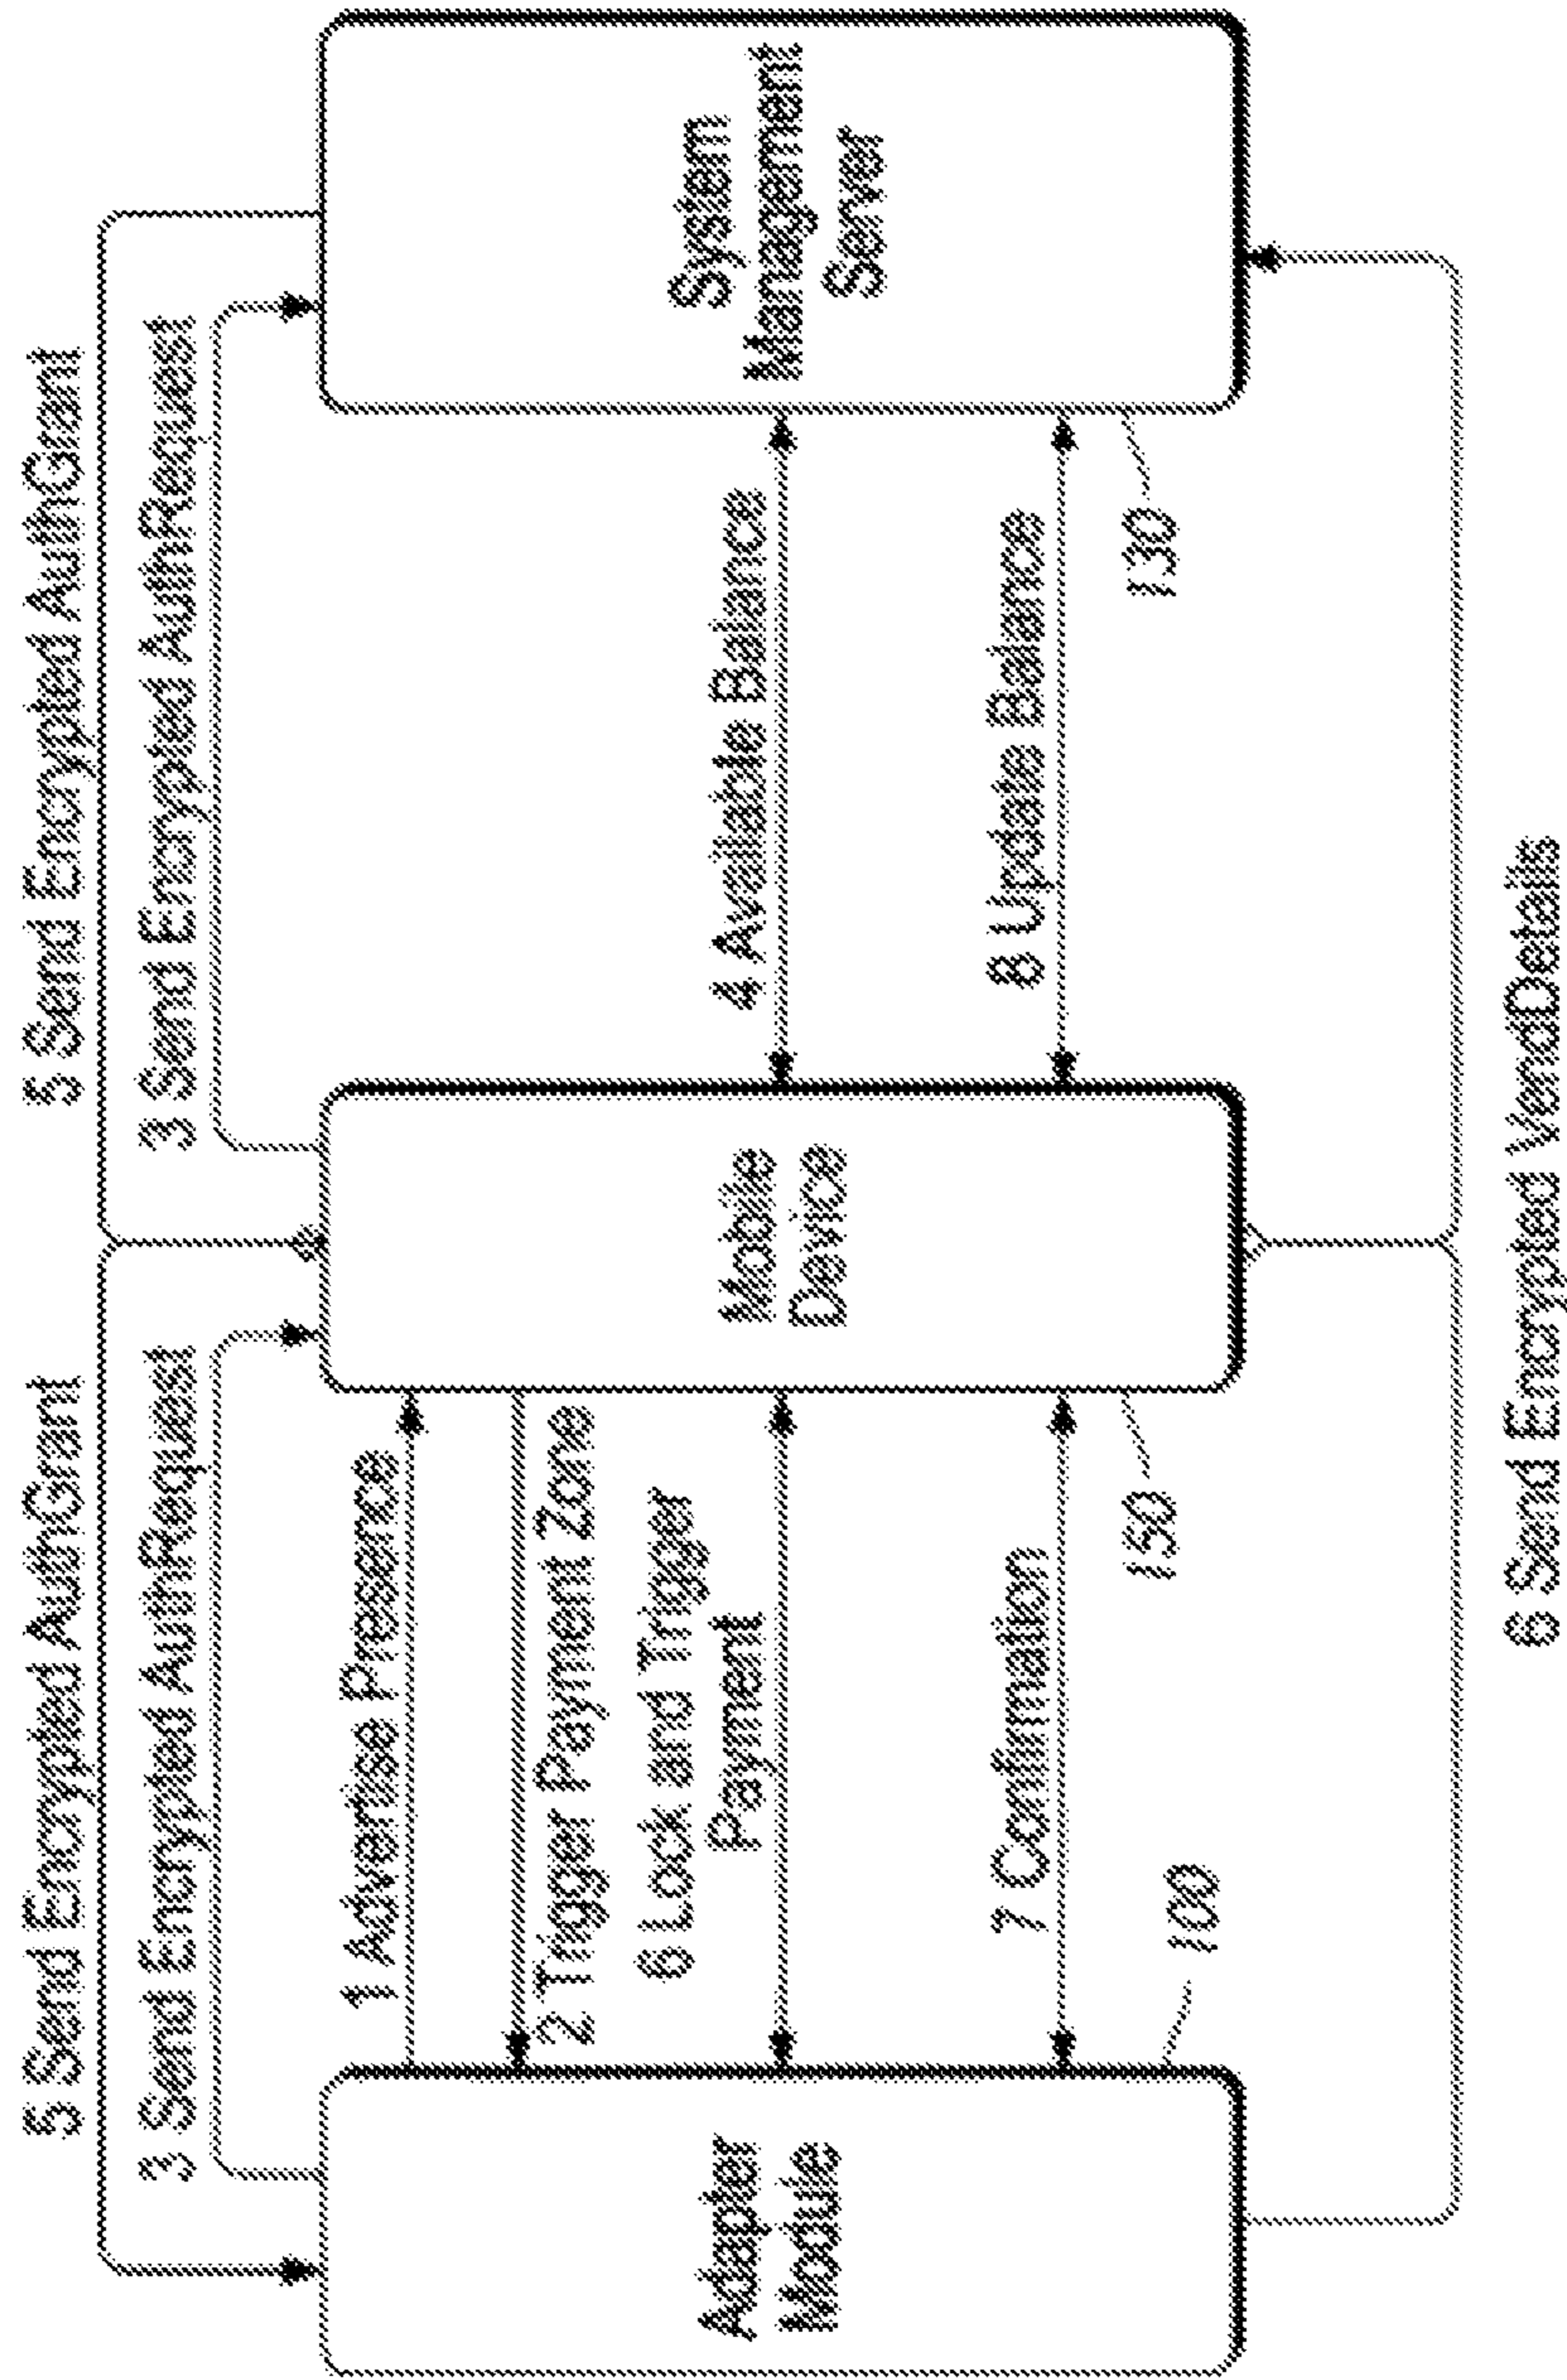 5 Send Encrypted AuthGrant
5 Send Encrypted AuthGrant
3 Send Encrypted AuthRequest
3 Send Encrypted AuthRequest
1 Advertise Presence
2 Trigger Payment Zone
6 Lock and Trigger
Payment
4 Available Balance
Adapter
Module
Mobile
Device
System
Management
Server
7 Confirmation
8 Update Balance
100
150
130
6 Send Encrypted VendDetails